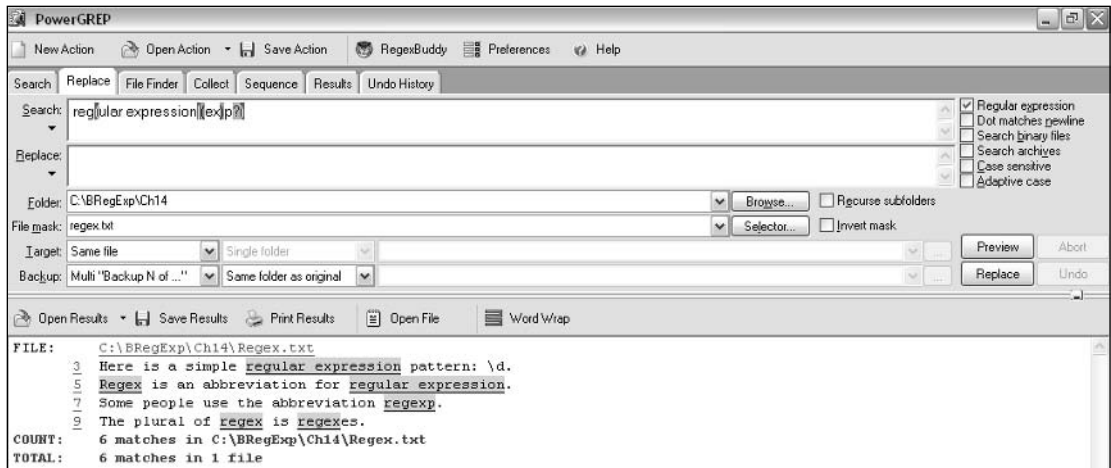 PowerGREP
New Action Open Action Save Action RegexBuddy Preferences Help
Search Replace File Finder Collect Sequence Results Undo History
Search: reg(ular expression|(ex)p?)
Regular expression
Dot matches newline
Search binary files
Replace:
Search archives
Case sensitive
Adaptive case
Folder: C:\BRegExp\Ch14 Browse... Recurse subfolders
File mask: regex.txt Selector... Invert mask
Target: Same file Single folder ... Preview Abort
Backup: Multi "Backup N of ..." Same folder as original ... Replace Undo
Open Results Save Results Print Results Open File Word Wrap
FILE: C:\BRegExp\Ch14\Regex.txt
3 Here is a simple regular expression pattern: \d.
5 Regex is an abbreviation for regular expression.
7 Some people use the abbreviation regexp.
9 The plural of regex is regexes.
COUNT: 6 matches in C:\BRegExp\Ch14\Regex.txt
TOTAL: 6 matches in 1 file